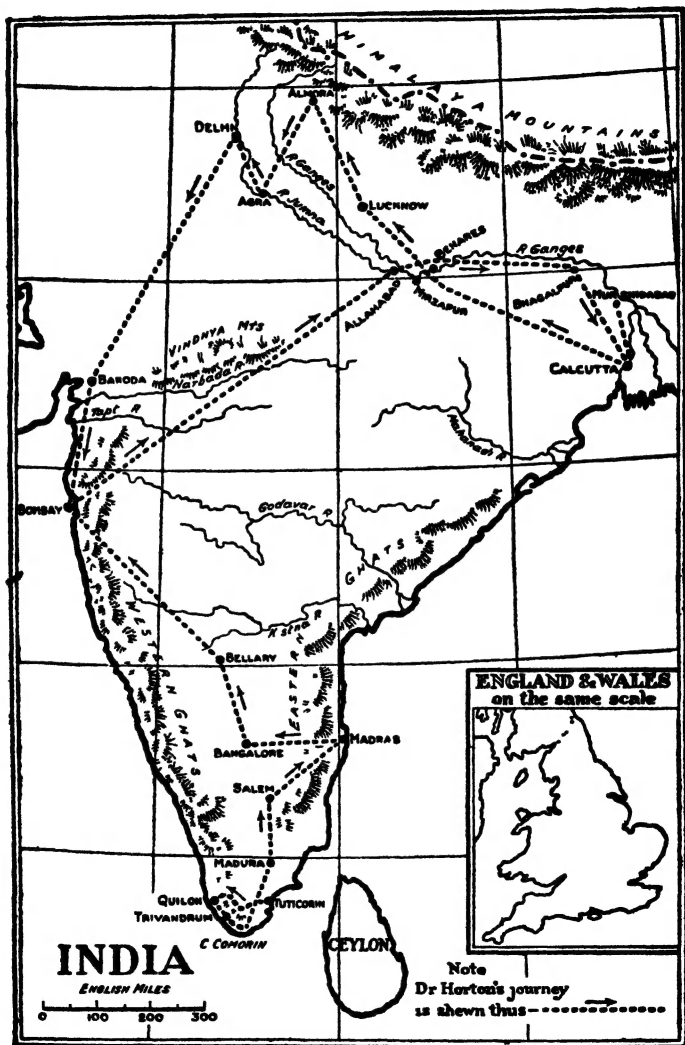 HIMALAYA MOUNTAINS
ALMORA
DELHI
R Ganges
AGRA
R Jumna
LUCKNOW
BENARES
R Ganges
ALLAHABAD
MIRZAPUR
BHAGALPUR
MURSHIDABAD
VINDHYA MTS
CALCUTTA
BARODA
Narbada R
Tapti R
Mahanadi R
BOMBAY
Godavar R
EASTERN GHATS
WESTERN GHATS
Kistna R
BELLARY
ENGLAND & WALES
on the same scale
BANGALORE
MADRAS
SALEM
MADURA
QUILON
TUTICORIN
TRIVANDRUM
C COMORIN
CEYLON
INDIA
ENGLISH MILES
0 100 200 300
Note
Dr Horton's journey
is shewn thus